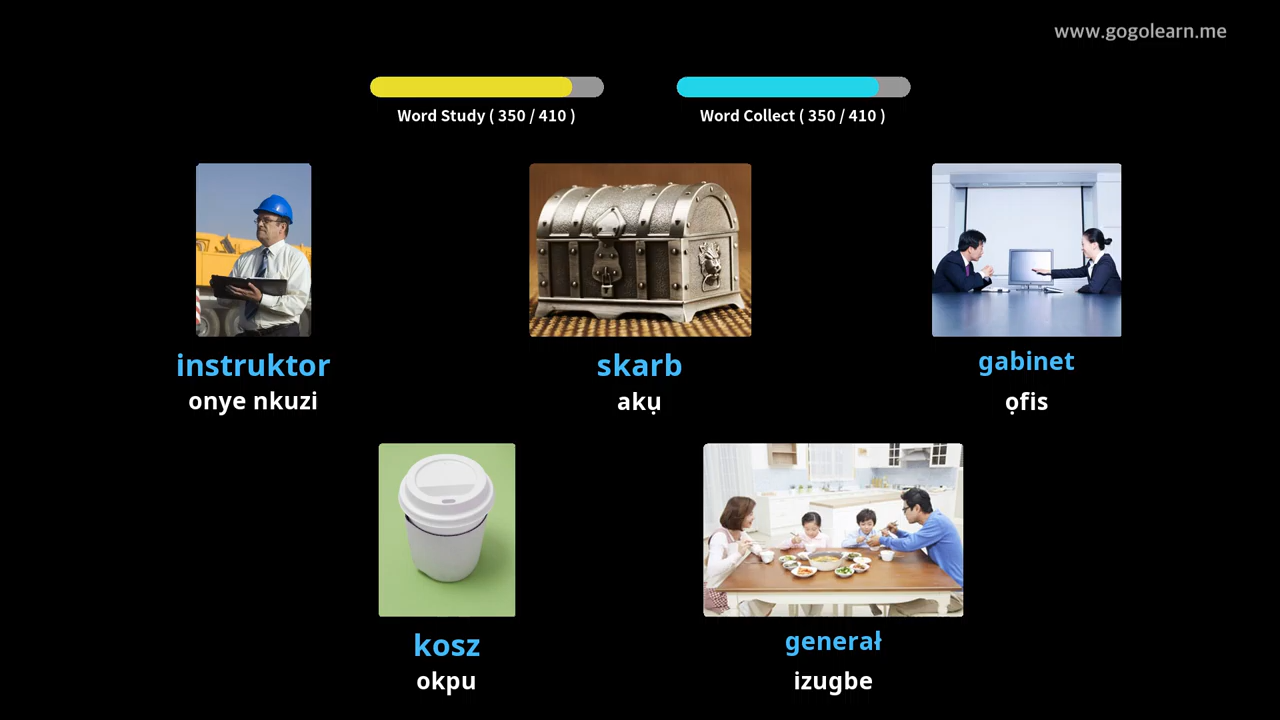 www.gogolearn.me
Word Study ( 350 / 410 )
Word Collect ( 350 / 410 )
instruktor
onye nkuzi
skarb
akụ
gabinet
ọfis
kosz
okpu
generał
izugbe